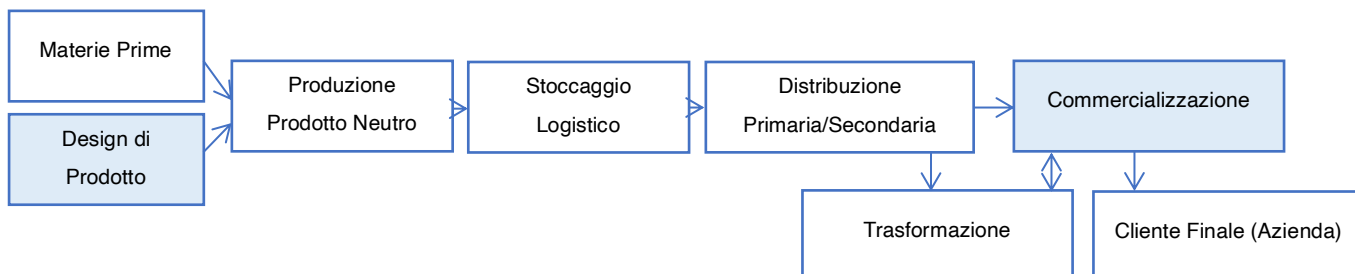 Materie Prime
Design di
Prodotto
Produzione
Prodotto Neutro
Stoccaggio
Logistico
Distribuzione
Primaria/Secondaria
Commercializzazione
Trasformazione
Cliente Finale (Azienda)